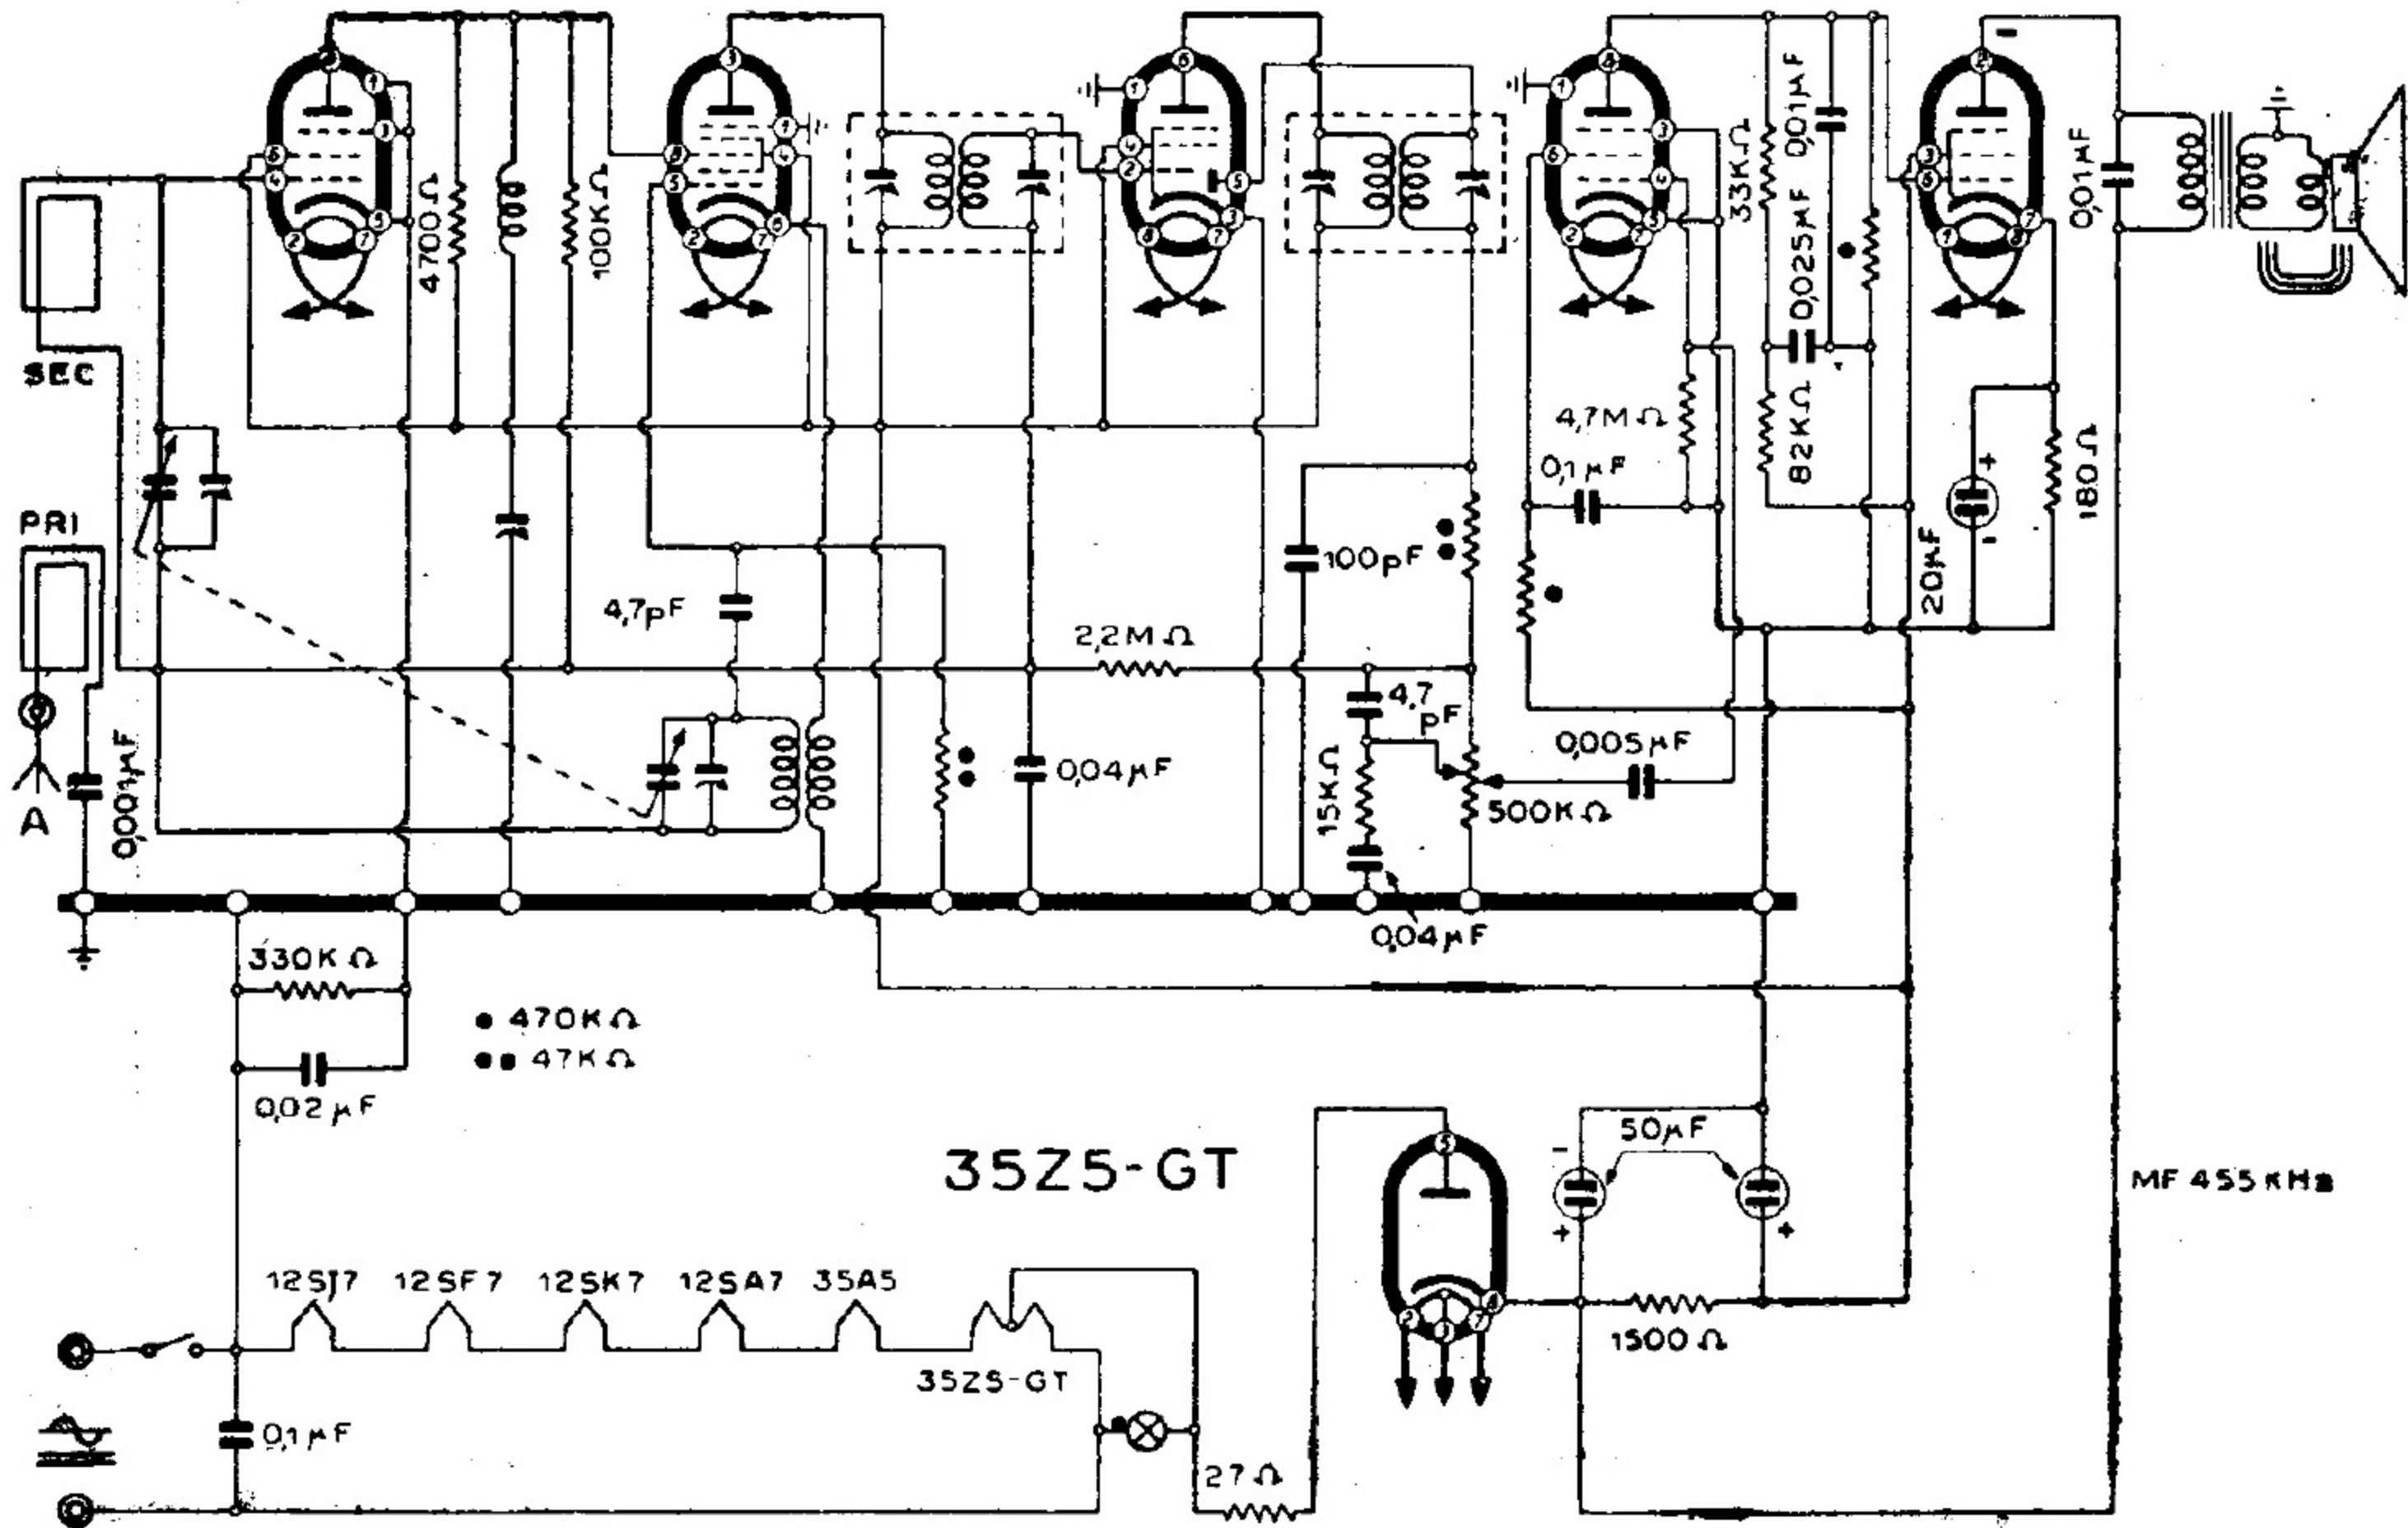 4700Ω
100KΩ
33KΩ
0,01µF
0,025µF
82KΩ
0,01µF
SEC
PRI
A
0,001µF
4,7pF
2,2MΩ
0,04µF
100pF
4,7MΩ
0,1µF
20µF
180Ω
4,7
pF
15KΩ
500KΩ
0,005µF
0,04µF
330KΩ
0,02µF
● 470KΩ
●● 47KΩ
35Z5-GT
50µF
MF 455KHz
12SJ7 12SF7 12SK7 12SA7 35A5
35Z5-GT
1500Ω
0,1µF
27Ω